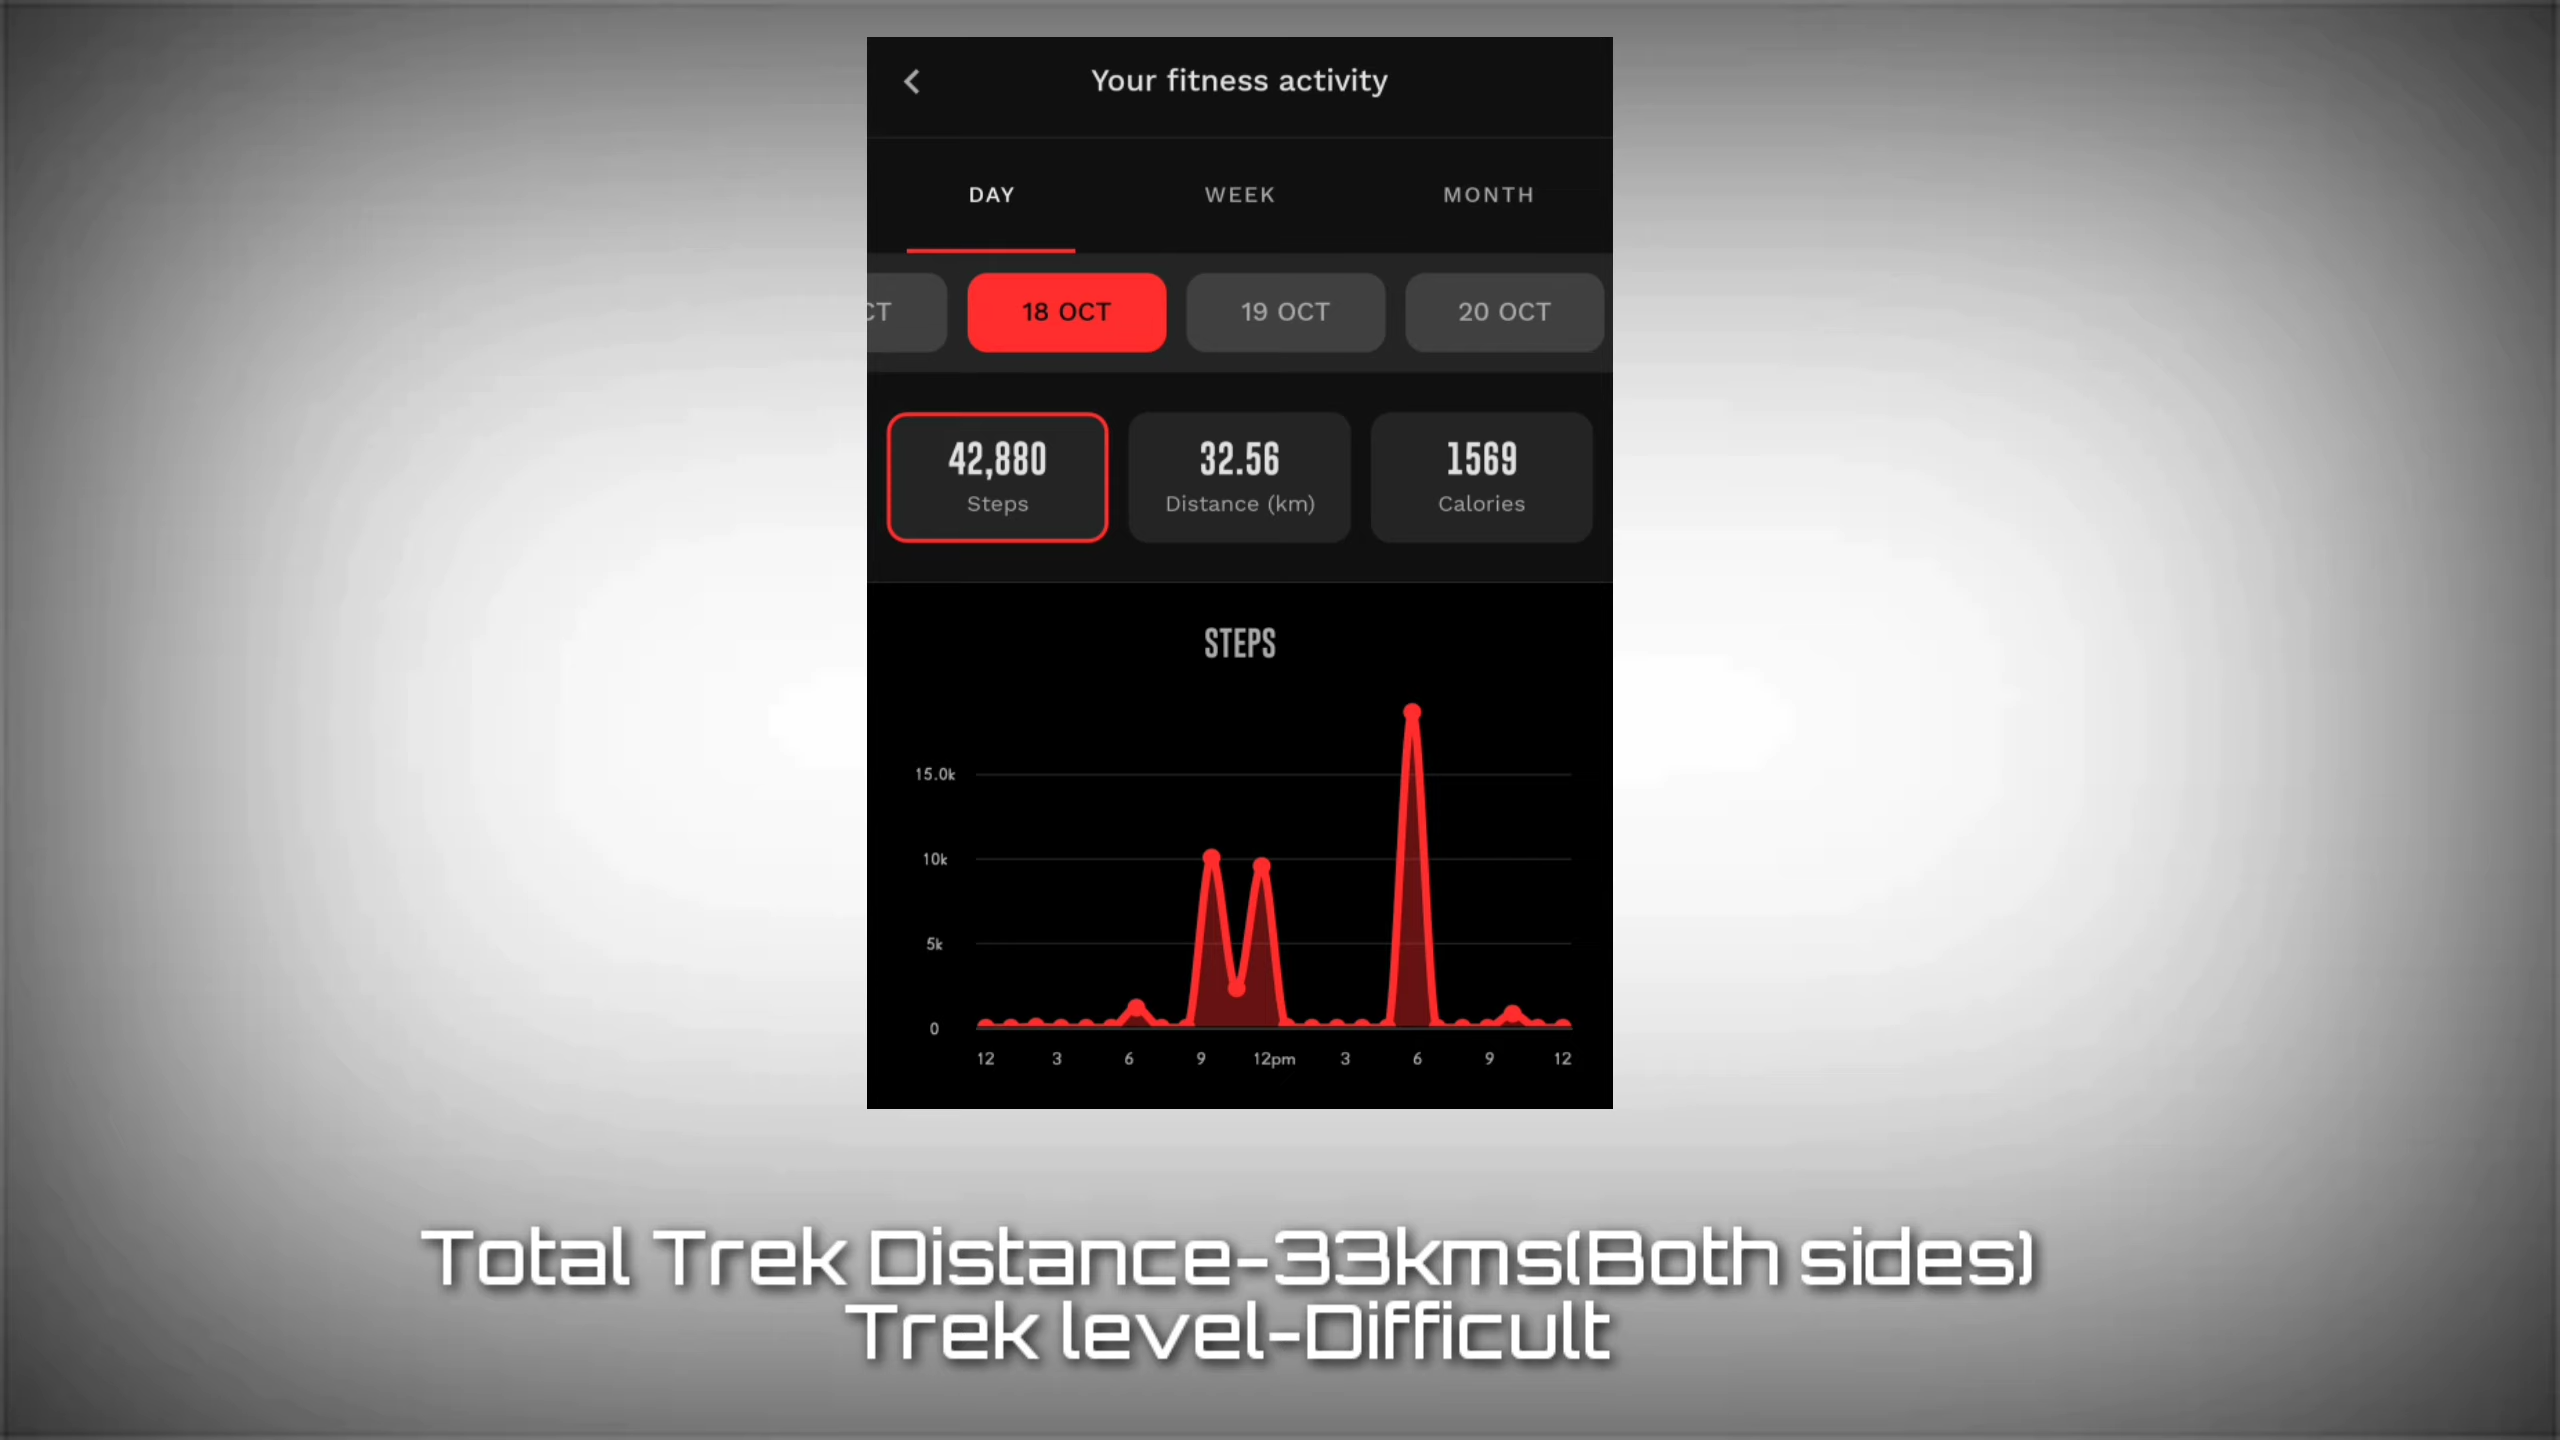 Your fitness activity
DAY WEEK MONTH
CT 18 OCT 19 OCT 20 OCT
42,880 32.56 1569
Steps Distance (km) Calories
STEPS
15.0k
10k
5k
0
12 3 6 9 12pm 3 6 9 12
Total Trek Distance-33kms(Both sides)
Trek level-Difficult